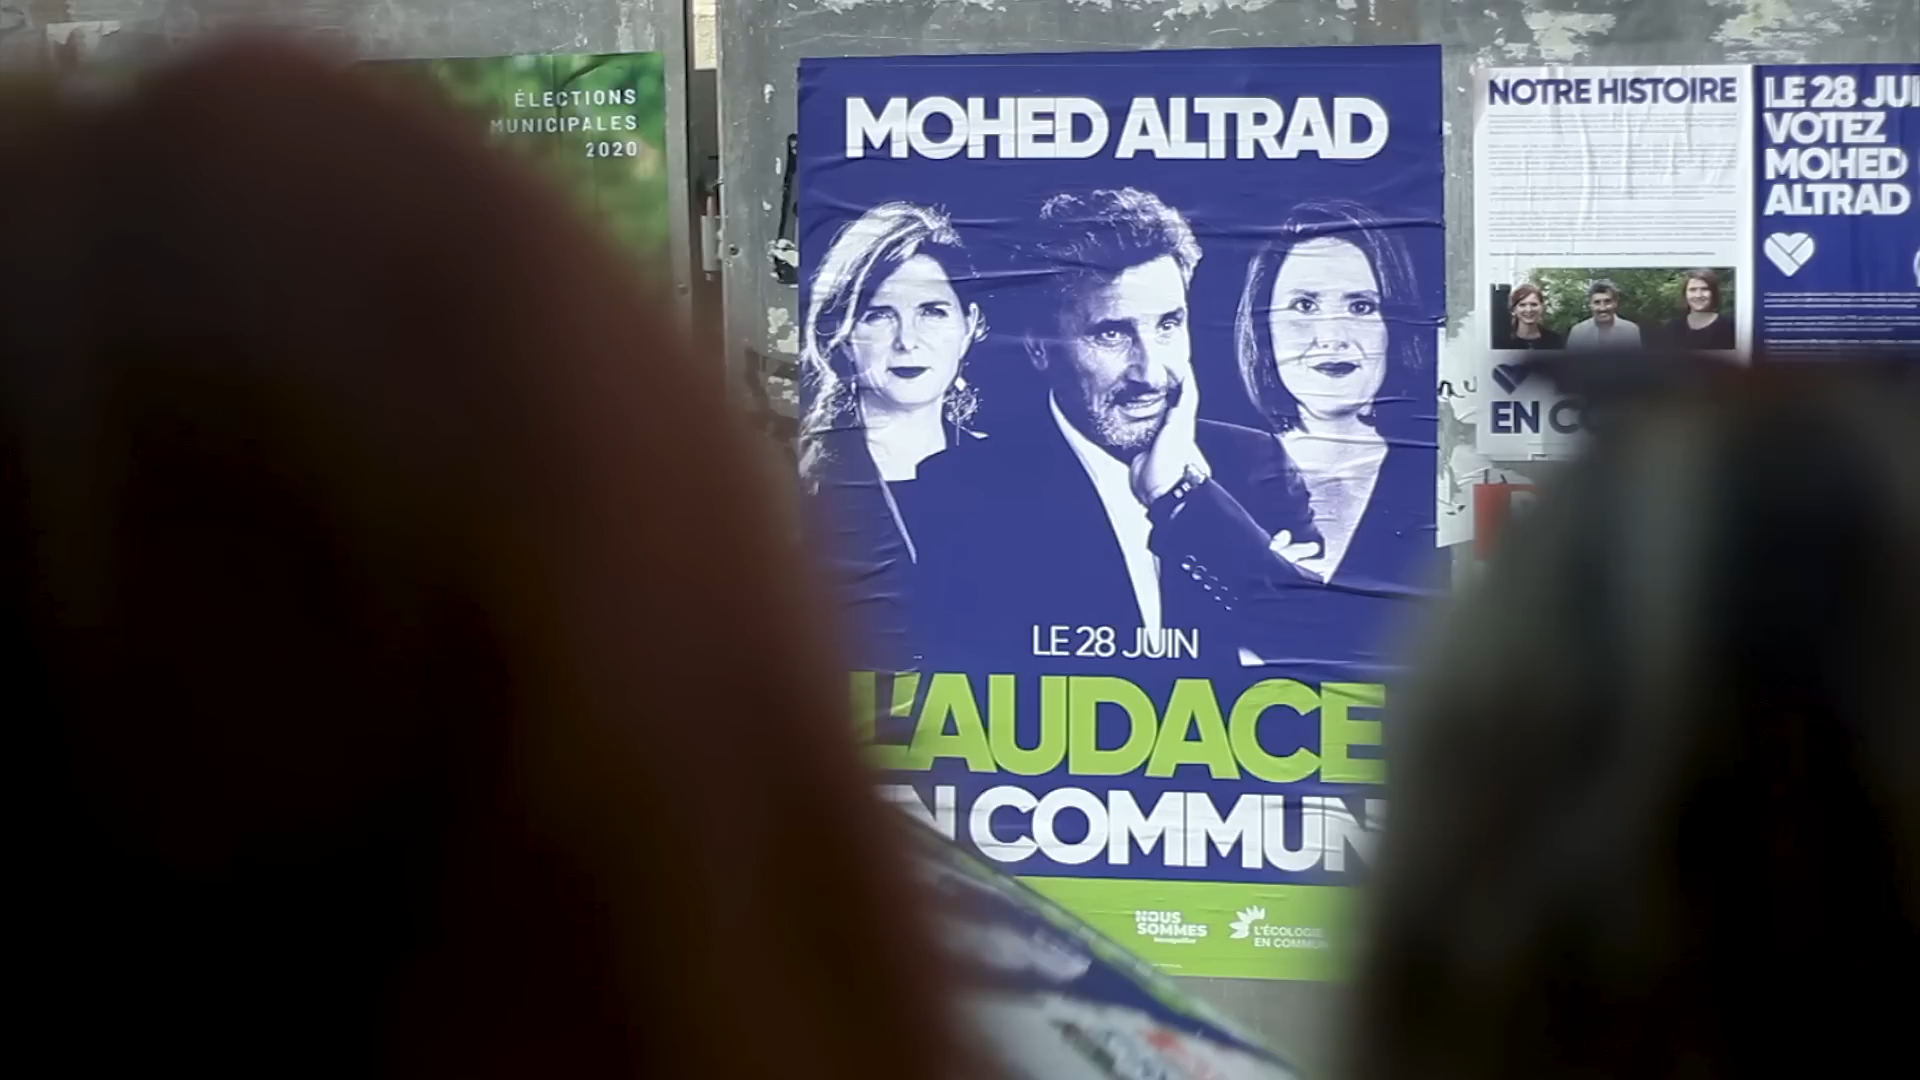 ÉLECTIONS
MUNICIPALES
2020
MOHED ALTRAD
LE 28 JUIN
L'AUDACE
EN COMMUN
NOUS
SOMMES
Montpellier
L'ÉCOLOGIE
EN COMMUN
NOTRE HISTOIRE
EN CO
LE 28 JUI
VOTEZ
MOHED
ALTRAD